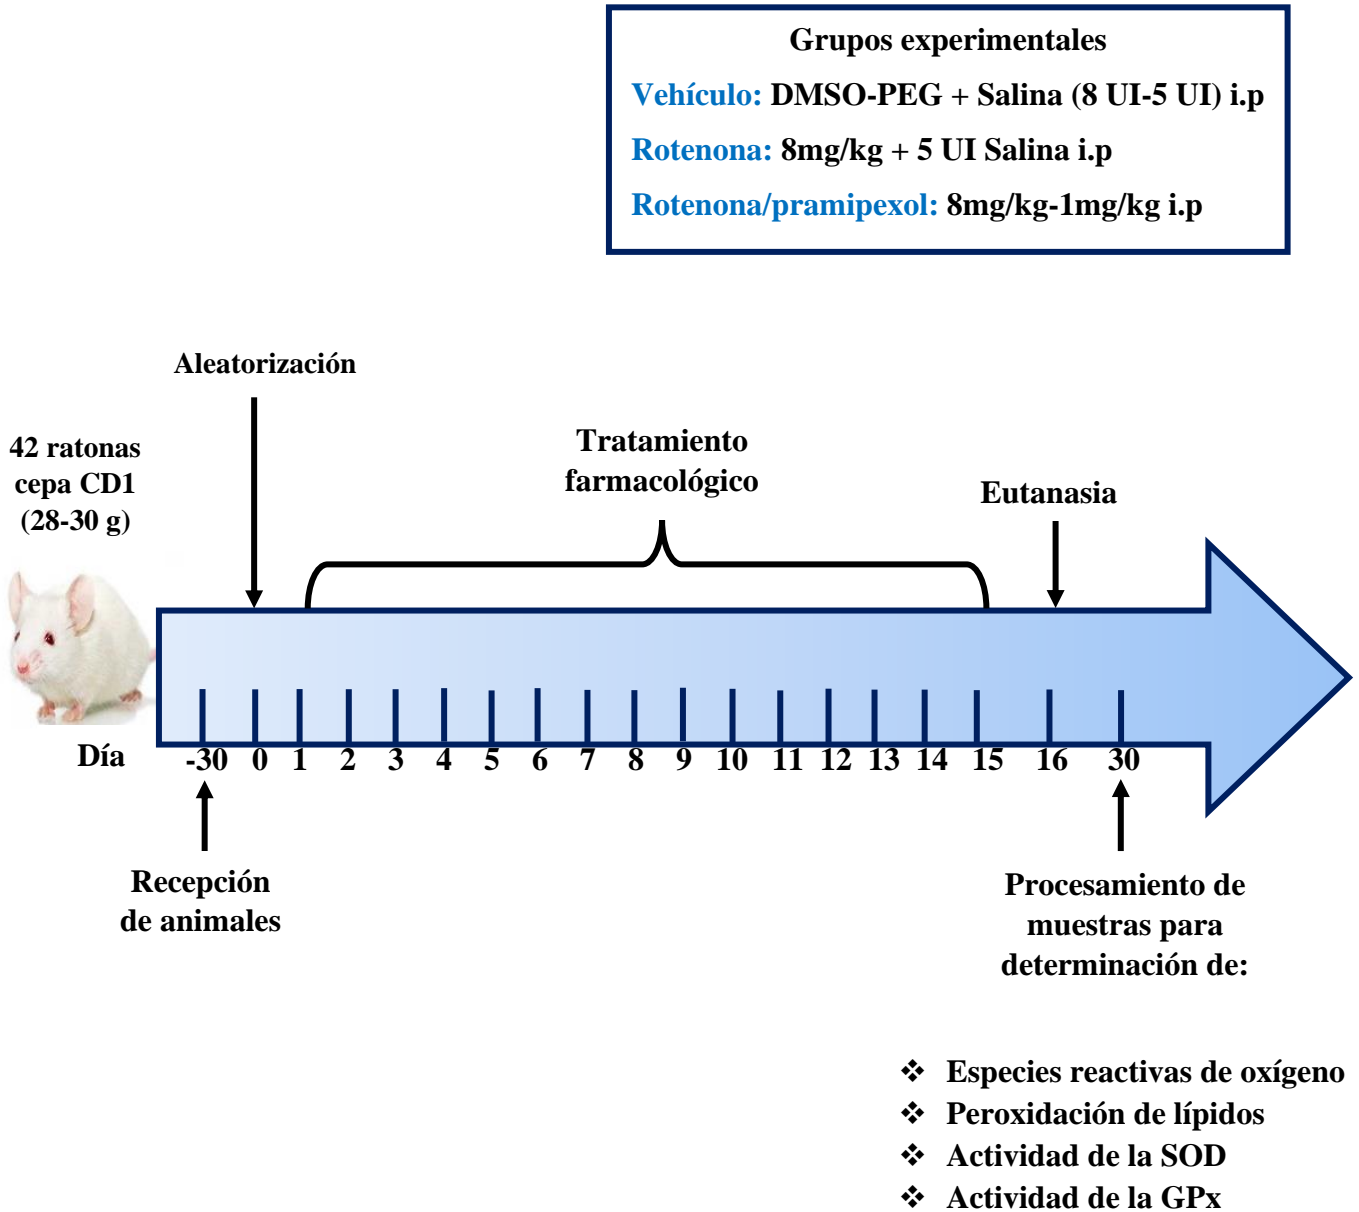 Grupos experimentales
Vehículo: DMSO-PEG + Salina (8 UI-5 UI) i.p
Rotenona: 8mg/kg + 5 UI Salina i.p
Rotenona/pramipexol: 8mg/kg-1mg/kg i.p
Aleatorización
42 ratonas
cepa CD1
(28-30 g)
Tratamiento
farmacológico
Eutanasia
Día -30 0 1 2 3 4 5 6 7 8 9 10 11 12 13 14 15 16 30
Recepción
de animales
Procesamiento de
muestras para
determinación de:
❖ Especies reactivas de oxígeno
❖ Peroxidación de lípidos
❖ Actividad de la SOD
❖ Actividad de la GPx